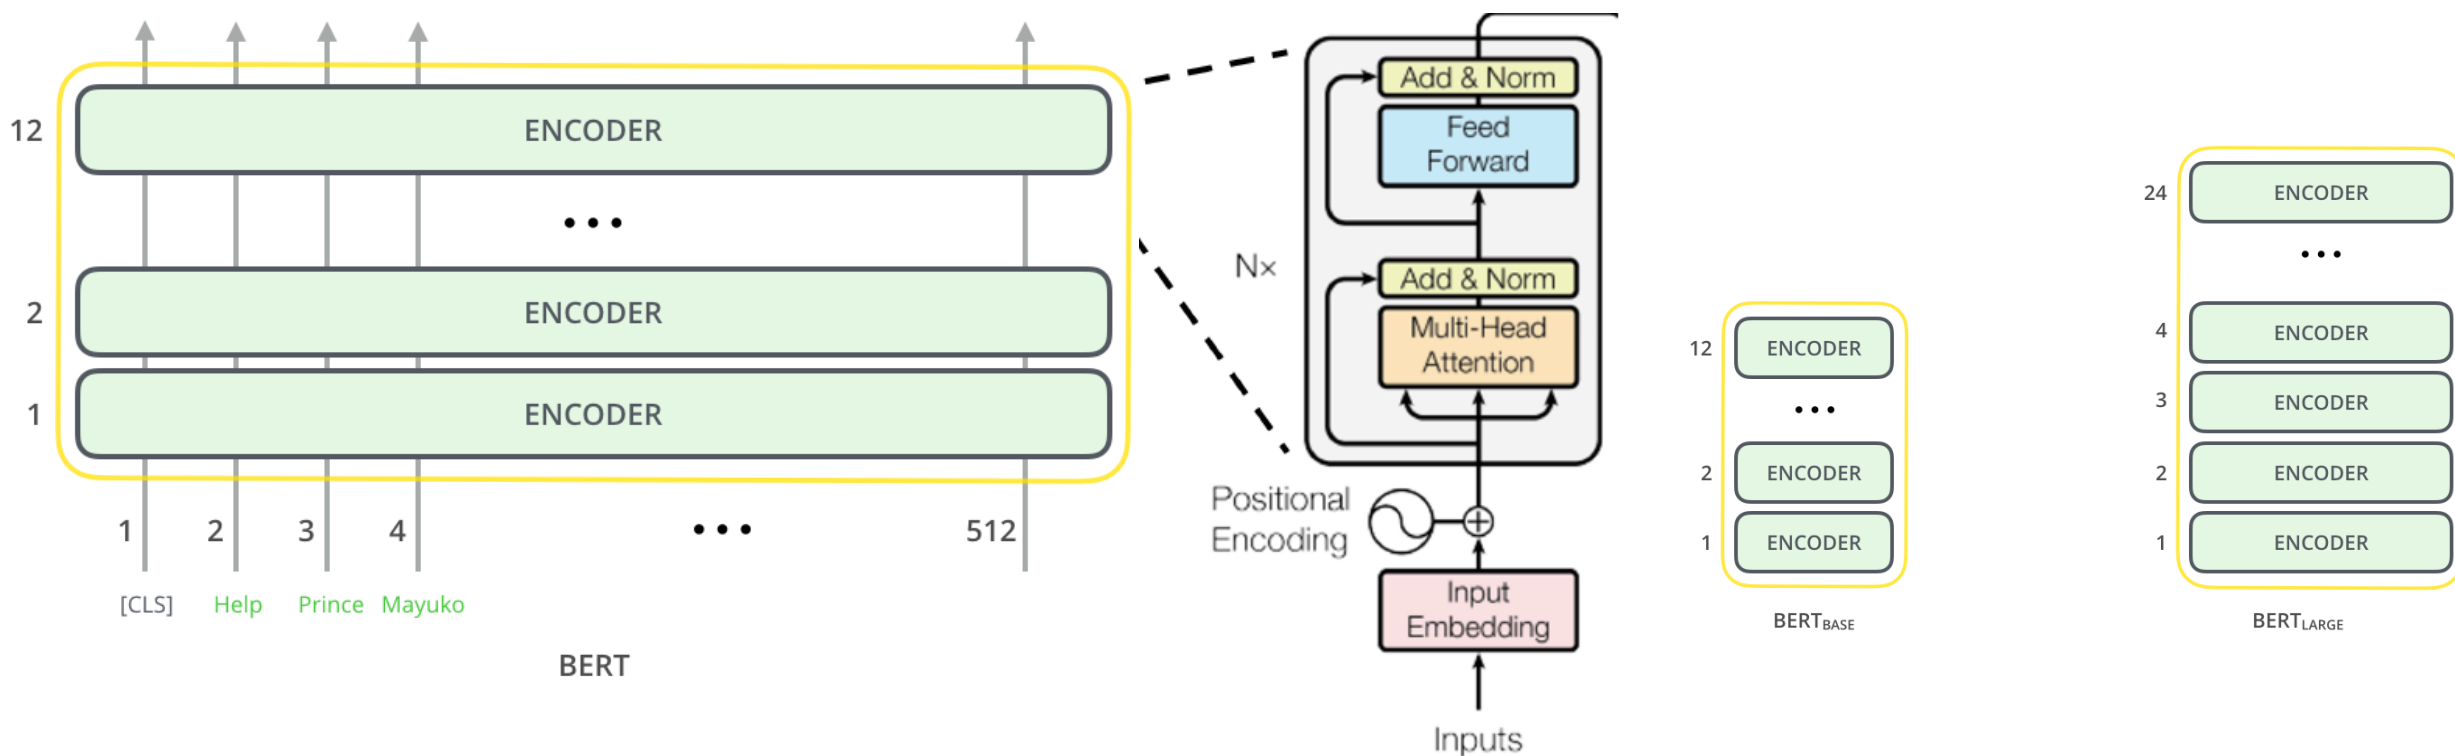 12
ENCODER
...
2
ENCODER
1
ENCODER
1 2 3 4 ... 512
[CLS] Help Prince Mayuko
BERT
Add & Norm
Feed
Forward
Nx
Add & Norm
Multi-Head
Attention
Positional
Encoding
Input
Embedding
Inputs
12
ENCODER
...
2
ENCODER
1
ENCODER
BERTBASE
24
ENCODER
...
4
ENCODER
3
ENCODER
2
ENCODER
1
ENCODER
BERTLARGE